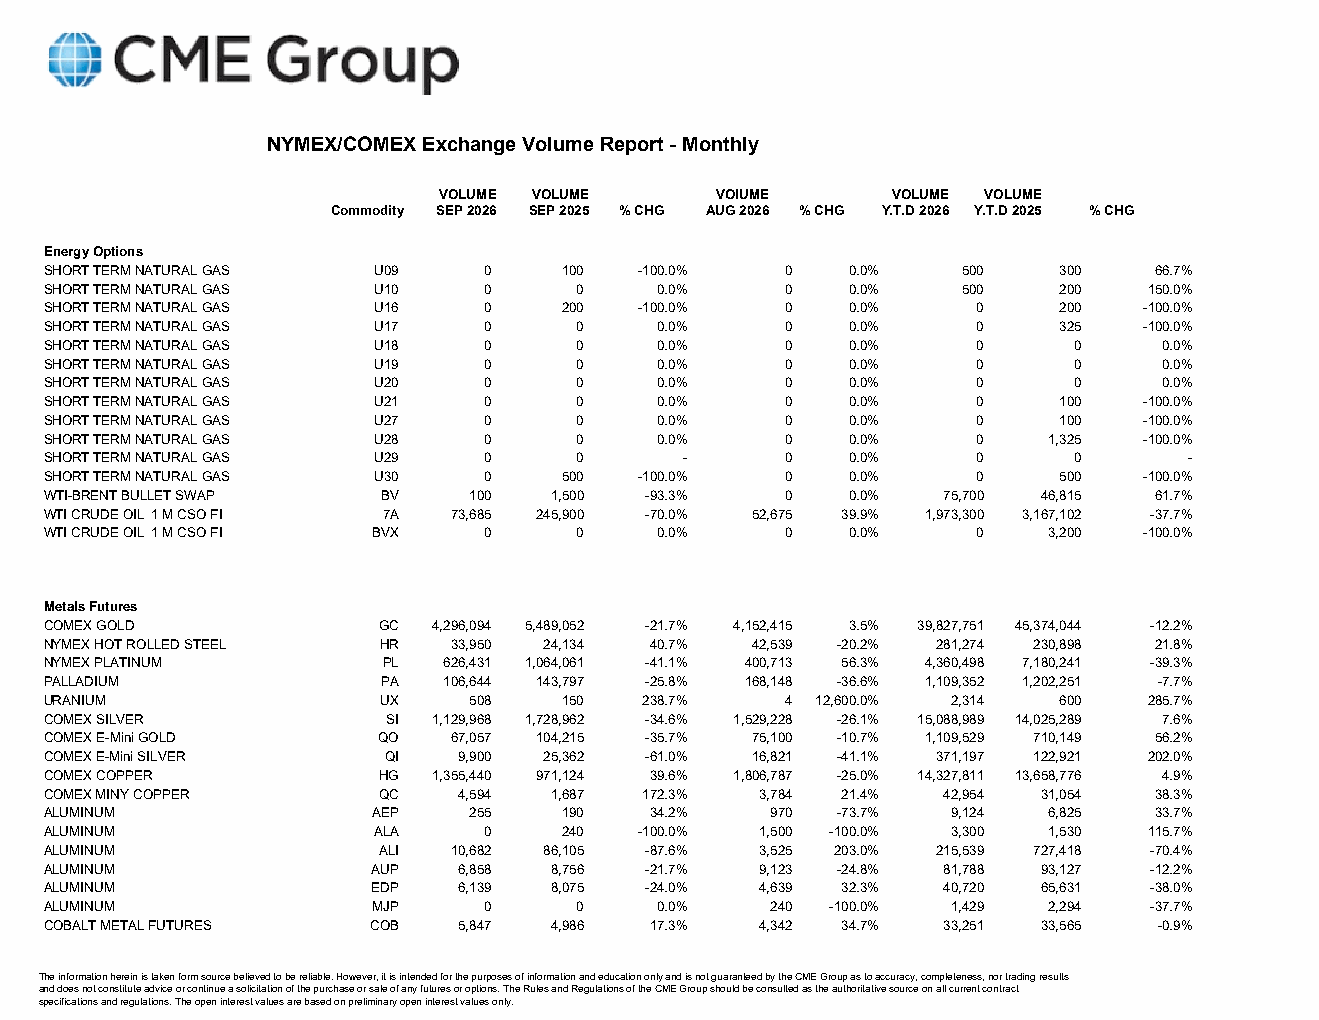 CME Group
NYMEX/COMEX Exchange Volume Report - Monthly
VOLUME VOLUME VOIUME VOLUME VOLUME
Commodity SEP 2026 SEP 2025 % CHG AUG 2026 % CHG Y.T.D 2026 Y.T.D 2025 % CHG
Energy Options
SHORT TERM NATURAL GAS U09 0 100 -100.0% 0 0.0% 500 300 66.7%
SHORT TERM NATURAL GAS U10 0 0 0.0% 0 0.0% 500 200 150.0%
SHORT TERM NATURAL GAS U16 0 200 -100.0% 0 0.0% 0 200 -100.0%
SHORT TERM NATURAL GAS U17 0 0 0.0% 0 0.0% 0 325 -100.0%
SHORT TERM NATURAL GAS U18 0 0 0.0% 0 0.0% 0 0 0.0%
SHORT TERM NATURAL GAS U19 0 0 0.0% 0 0.0% 0 0 0.0%
SHORT TERM NATURAL GAS U20 0 0 0.0% 0 0.0% 0 0 0.0%
SHORT TERM NATURAL GAS U21 0 0 0.0% 0 0.0% 0 100 -100.0%
SHORT TERM NATURAL GAS U27 0 0 0.0% 0 0.0% 0 100 -100.0%
SHORT TERM NATURAL GAS U28 0 0 0.0% 0 0.0% 0 1,325 -100.0%
SHORT TERM NATURAL GAS U29 0 0 - 0 0.0% 0 0 -
SHORT TERM NATURAL GAS U30 0 500 -100.0% 0 0.0% 0 500 -100.0%
WTI-BRENT BULLET SWAP BV 100 1,500 -93.3% 0 0.0% 75,700 46,815 61.7%
WTI CRUDE OIL 1 M CSO FI 7A 73,685 245,900 -70.0% 52,675 39.9% 1,973,300 3,167,102 -37.7%
WTI CRUDE OIL 1 M CSO FI BVX 0 0 0.0% 0 0.0% 0 3,200 -100.0%
Metals Futures
COMEX GOLD GC 4,296,094 5,489,052 -21.7% 4,152,415 3.5% 39,827,751 45,374,044 -12.2%
NYMEX HOT ROLLED STEEL HR 33,950 24,134 40.7% 42,539 -20.2% 281,274 230,898 21.8%
NYMEX PLATINUM PL 626,431 1,064,061 -41.1% 400,713 56.3% 4,360,498 7,180,241 -39.3%
PALLADIUM PA 106,644 143,797 -25.8% 168,148 -36.6% 1,109,352 1,202,251 -7.7%
URANIUM UX 508 150 238.7% 4 12,600.0% 2,314 600 285.7%
COMEX SILVER SI 1,129,968 1,728,962 -34.6% 1,529,228 -26.1% 15,088,989 14,025,289 7.6%
COMEX E-Mini GOLD QO 67,057 104,215 -35.7% 75,100 -10.7% 1,109,529 710,149 56.2%
COMEX E-Mini SILVER QI 9,900 25,362 -61.0% 16,821 -41.1% 371,197 122,921 202.0%
COMEX COPPER HG 1,355,440 971,124 39.6% 1,806,787 -25.0% 14,327,811 13,658,776 4.9%
COMEX MINY COPPER QC 4,594 1,687 172.3% 3,784 21.4% 42,954 31,054 38.3%
ALUMINUM AEP 255 190 34.2% 970 -73.7% 9,124 6,825 33.7%
ALUMINUM ALA 0 240 -100.0% 1,500 -100.0% 3,300 1,530 115.7%
ALUMINUM ALI 10,682 86,105 -87.6% 3,525 203.0% 215,539 727,418 -70.4%
ALUMINUM AUP 6,858 8,756 -21.7% 9,123 -24.8% 81,788 93,127 -12.2%
ALUMINUM EDP 6,139 8,075 -24.0% 4,639 32.3% 40,720 65,631 -38.0%
ALUMINUM MJP 0 0 0.0% 240 -100.0% 1,429 2,294 -37.7%
COBALT METAL FUTURES COB 5,847 4,986 17.3% 4,342 34.7% 33,251 33,565 -0.9%
The information herein is taken form source believed to be reliable. However, it is intended for the purposes of information and education only and is not guaranteed by the CME Group as to accuracy, completeness, nor trading results
and does not constitute advice or continue a solicitation of the purchase or sale of any futures or options. The Rules and Regulations of the CME Group should be consulted as the authoritative source on all current contract
specifications and regulations. The open interest values are based on preliminary open interest values only.